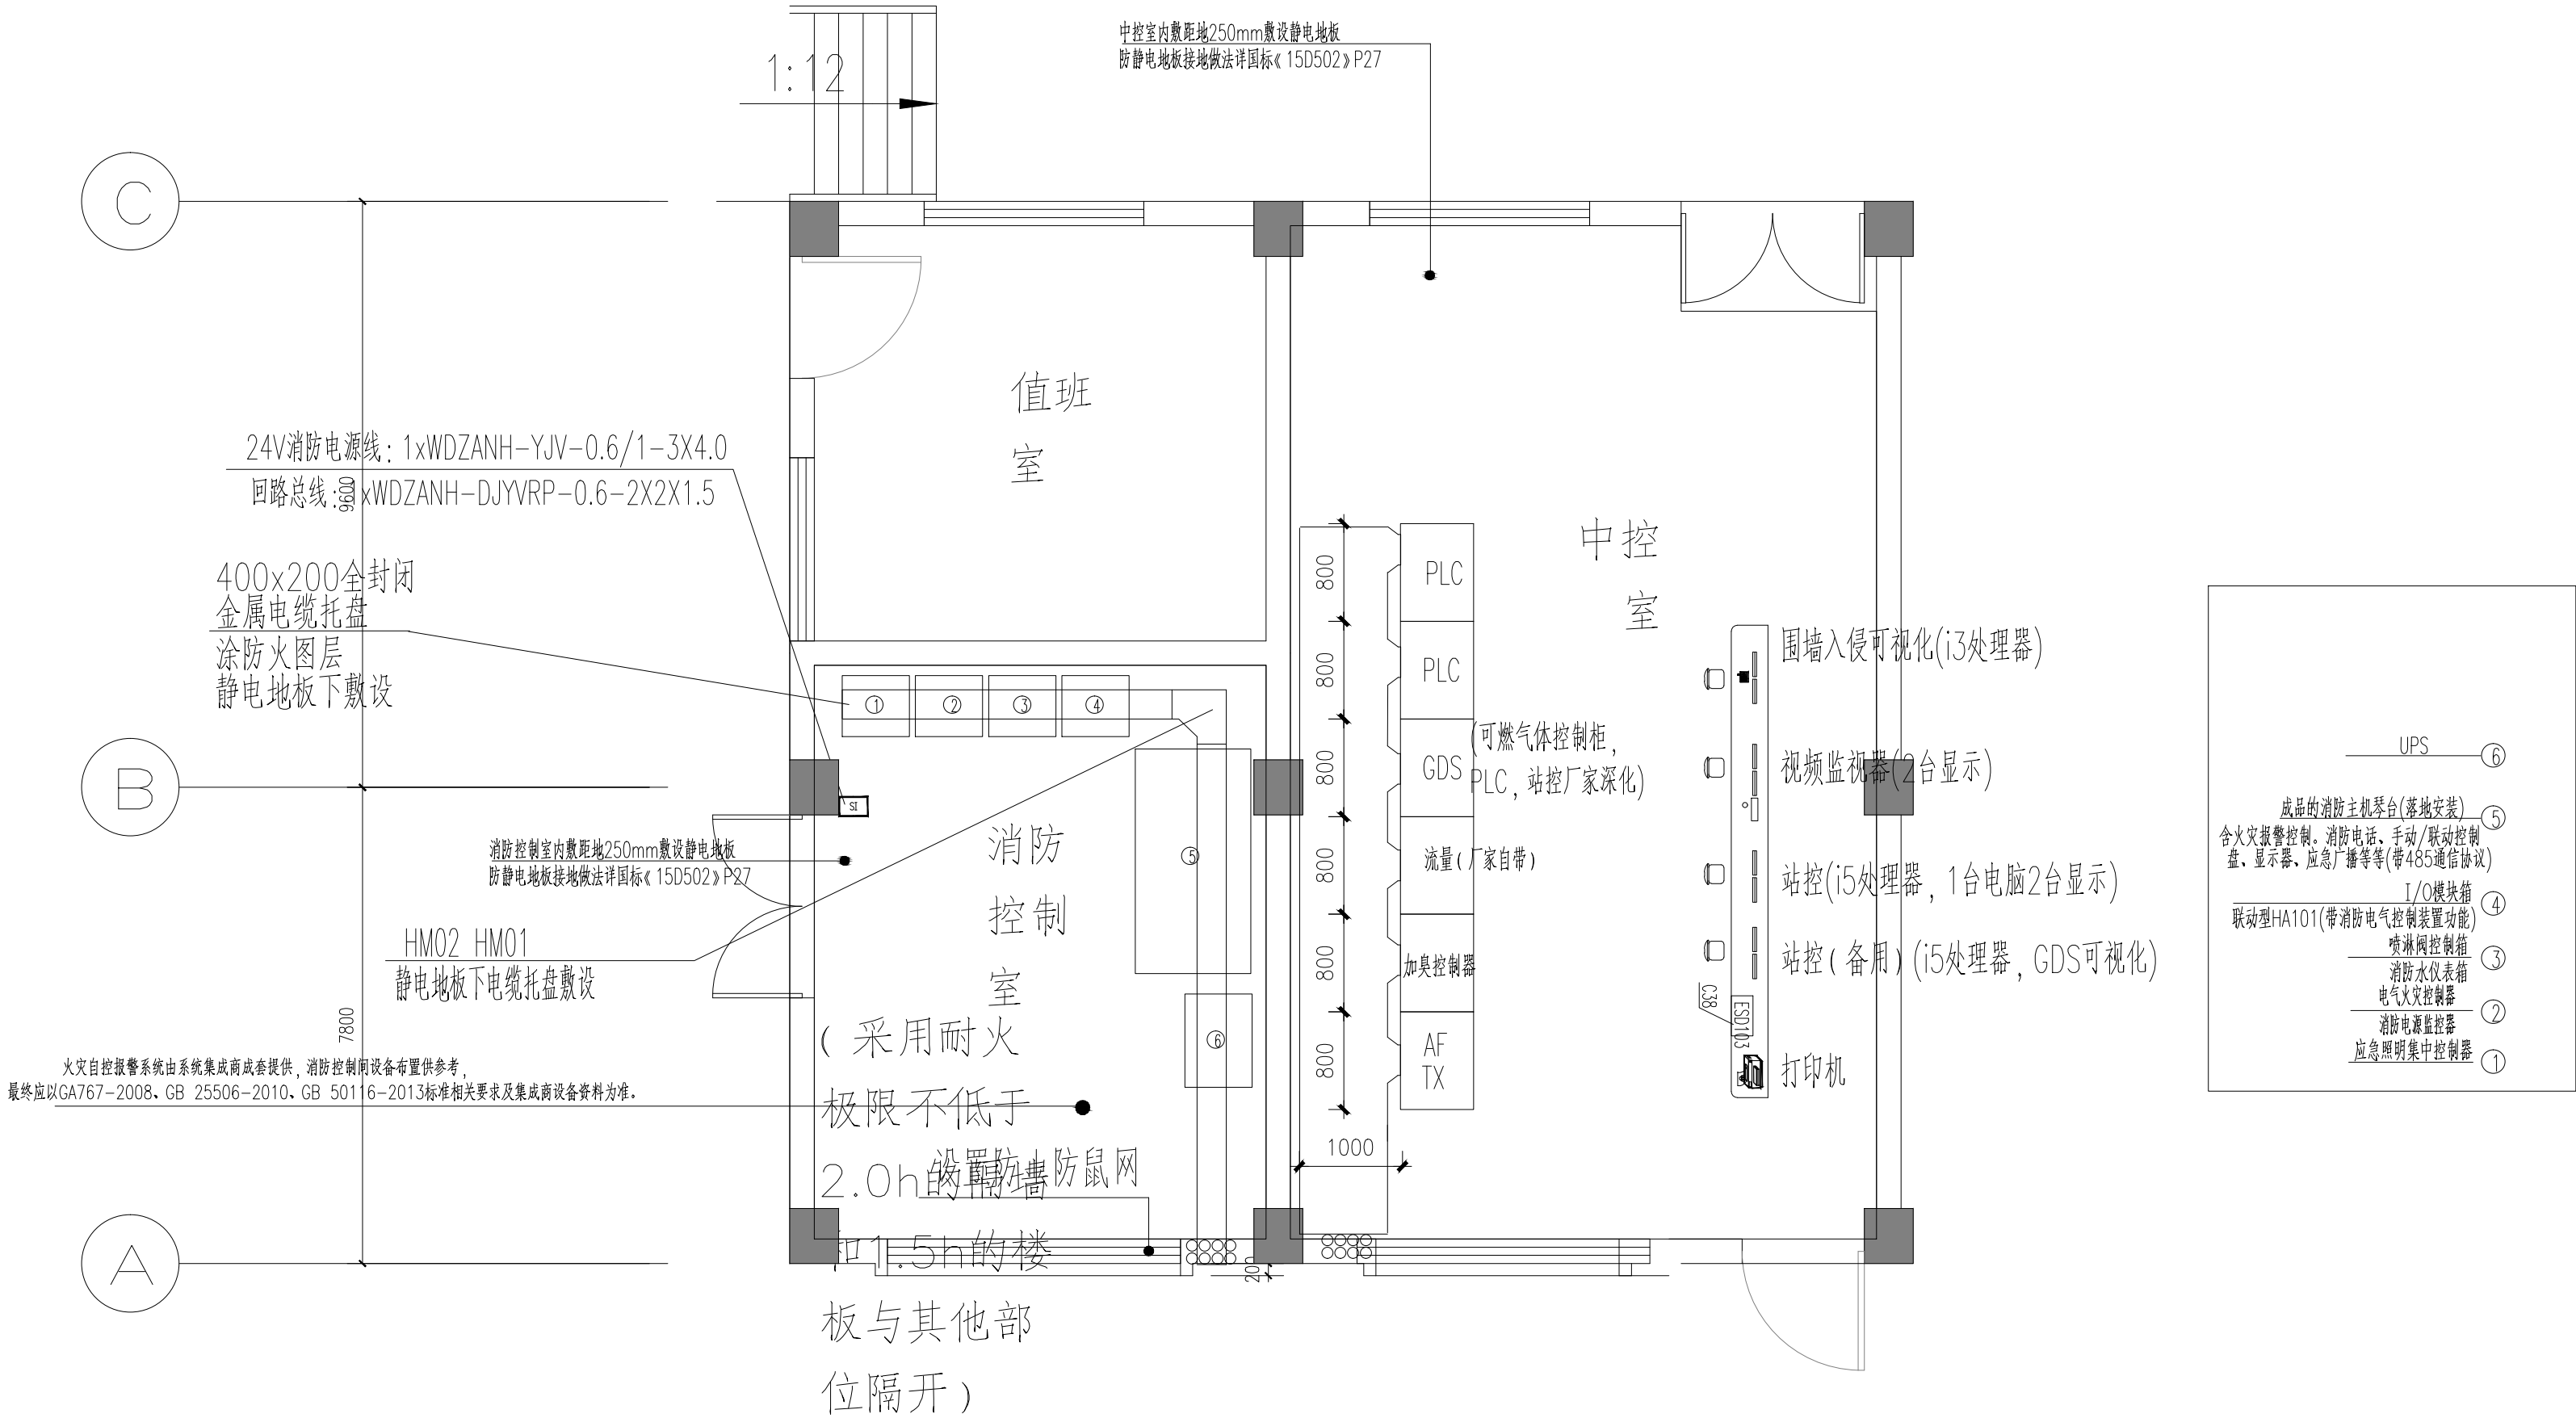 中控室内敷距地250mm敷设静电地板
防静电地板接地做法详国标《15D502》P27
1:12
C
值班
室
24V消防电源线：1xWDZANH-YJV-0.6/1-3X4.0
回路总线：1xWDZANH-DJYVRP-0.6-2X2X1.5
9600
400x200全封闭
金属电缆托盘
涂防火图层
静电地板下敷设
中控
室
800
PLC
800
PLC
800
GDS
(可燃气体控制柜，
PLC，站控厂家深化)
800
流量(厂家自带)
800
加臭控制器
800
AF
TX
1000
围墙入侵可视化(i3处理器)
视频监视器(2台显示)
站控(i5处理器，1台电脑2台显示)
站控(备用)(i5处理器，GDS可视化)
C38
ESD103
打印机
① ② ③ ④
⑤
⑥
B
SI
消防控制室内敷距地250mm敷设静电地板
防静电地板接地做法详国标《15D502》P27
HM02 HM01
静电地板下电缆托盘敷设
7800
火灾自控报警系统由系统集成商成套提供，消防控制间设备布置供参考，
最终应以GA767-2008、GB 25506-2010、GB 50116-2013标准相关要求及集成商设备资料为准。
消防
控制
室
(采用耐火
极限不低于
2.0h的隔墙
和1.5h的楼
板与其他部
位隔开)
防鼠网
200
A
UPS ⑥
成品的消防主机琴台(落地安装) ⑤
含火灾报警控制。消防电话、手动/联动控制
盘、显示器、应急广播等等(带485通信协议)
I/O模块箱 ④
联动型HA101(带消防电气控制装置功能)
喷淋阀控制箱 ③
消防水仪表箱
电气火灾控制器 ②
消防电源监控器
应急照明集中控制器 ①